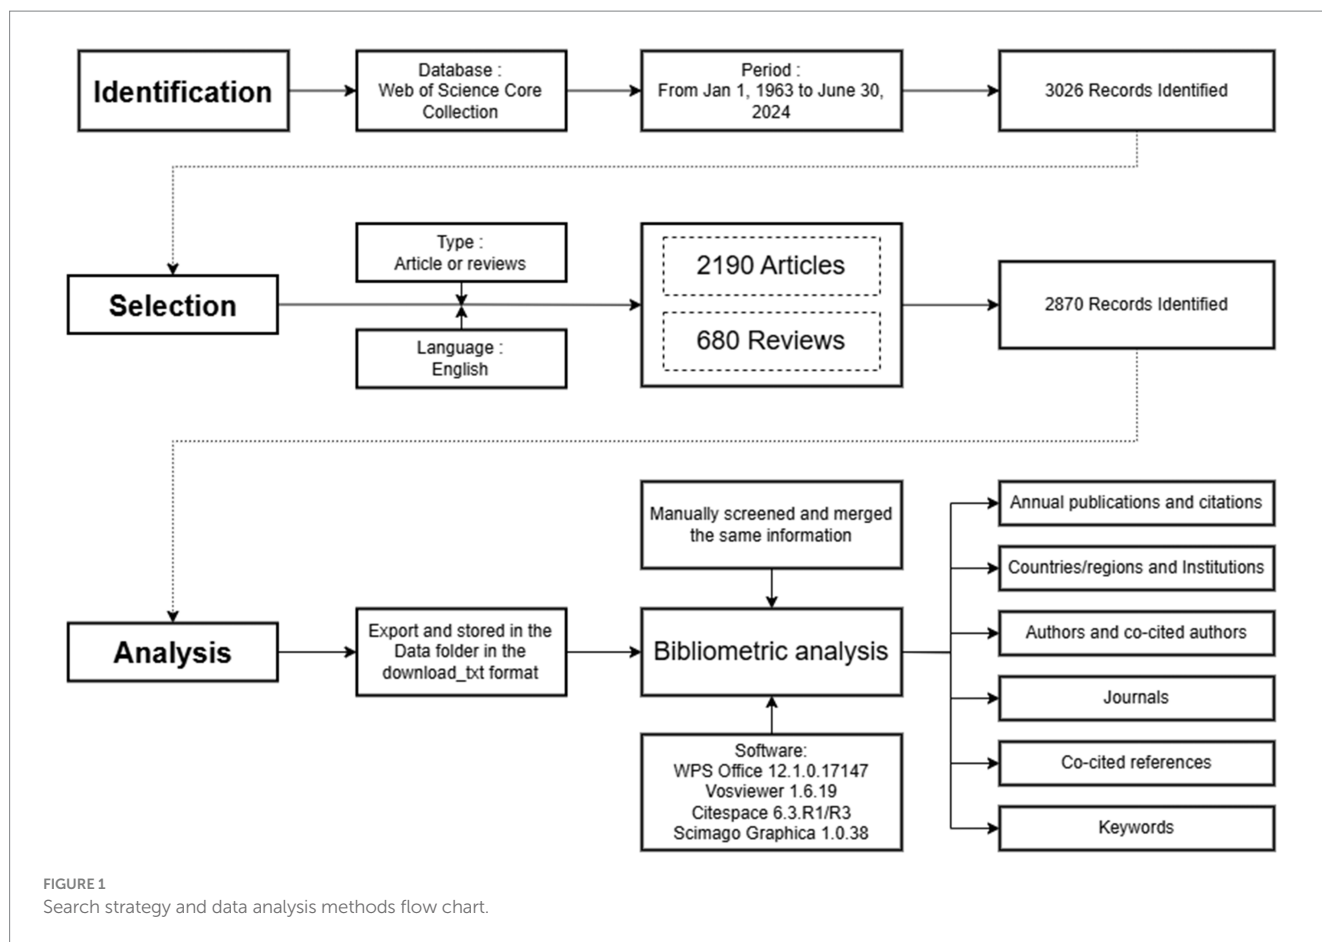 Identification
Database :
Web of Science Core
Collection
Period :
From Jan 1, 1963 to June 30,
2024
3026 Records Identified
Selection
Type :
Article or reviews
Language :
English
2190 Articles
680 Reviews
2870 Records Identified
Analysis
Export and stored in the
Data folder in the
download_txt format
Manually screened and merged
the same information
Bibliometric analysis
Software:
WPS Office 12.1.0.17147
Vosviewer 1.6.19
Citespace 6.3.R1/R3
Scimago Graphica 1.0.38
Annual publications and citations
Countries/regions and Institutions
Authors and co-cited authors
Journals
Co-cited references
Keywords
FIGURE 1
Search strategy and data analysis methods flow chart.